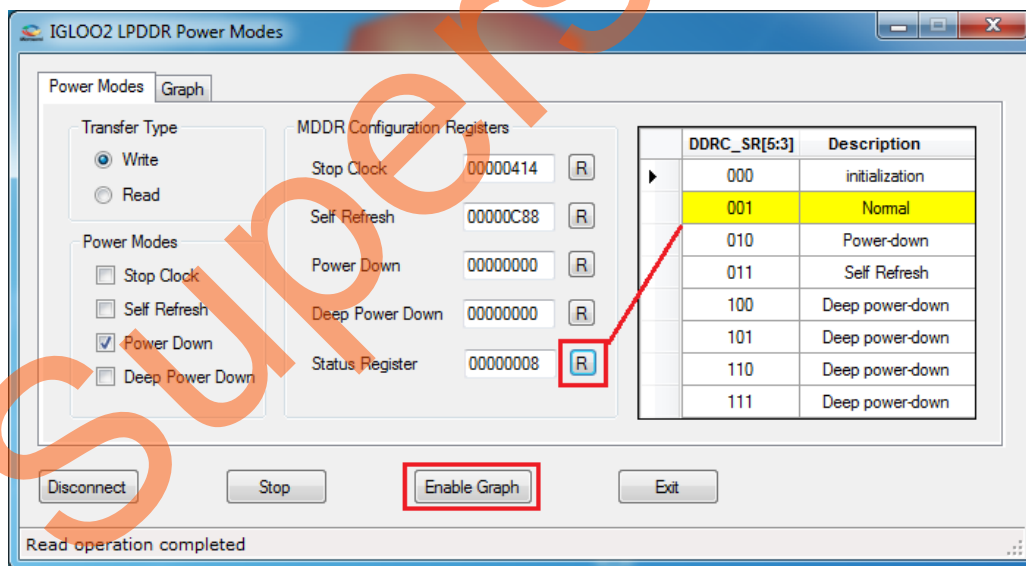 IGLOO2 LPDDR Power Modes
Power Modes Graph
Transfer Type
Write
Read
Power Modes
Stop Clock
Self Refresh
Power Down
Deep Power Down
MDDR Configuration Registers
Stop Clock 00000414 R
Self Refresh 00000C88 R
Power Down 00000000 R
Deep Power Down 00000000 R
Status Register 00000008 R
DDRC_SR[5:3] Description
000 initialization
001 Normal
010 Power-down
011 Self Refresh
100 Deep power-down
101 Deep power-down
110 Deep power-down
111 Deep power-down
Disconnect Stop Enable Graph Exit
Read operation completed
Supers